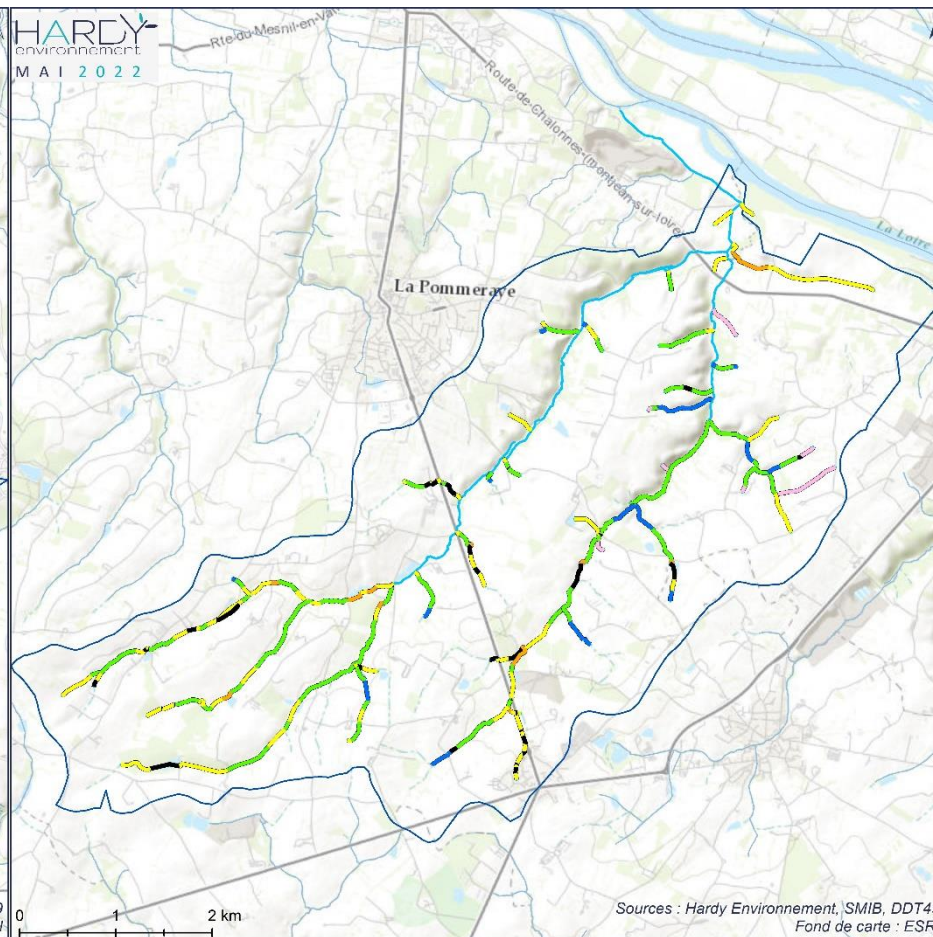 HARDY
environnement
MAI 2022
Rte-du-Mesnil-en-Val
Route-de-Chalonnes-(montjean-sur-loire)
La Loire
La Pommeraye
0 1 2 km
Sources : Hardy Environnement, SMIB, DDT4
Fond de carte : ESR